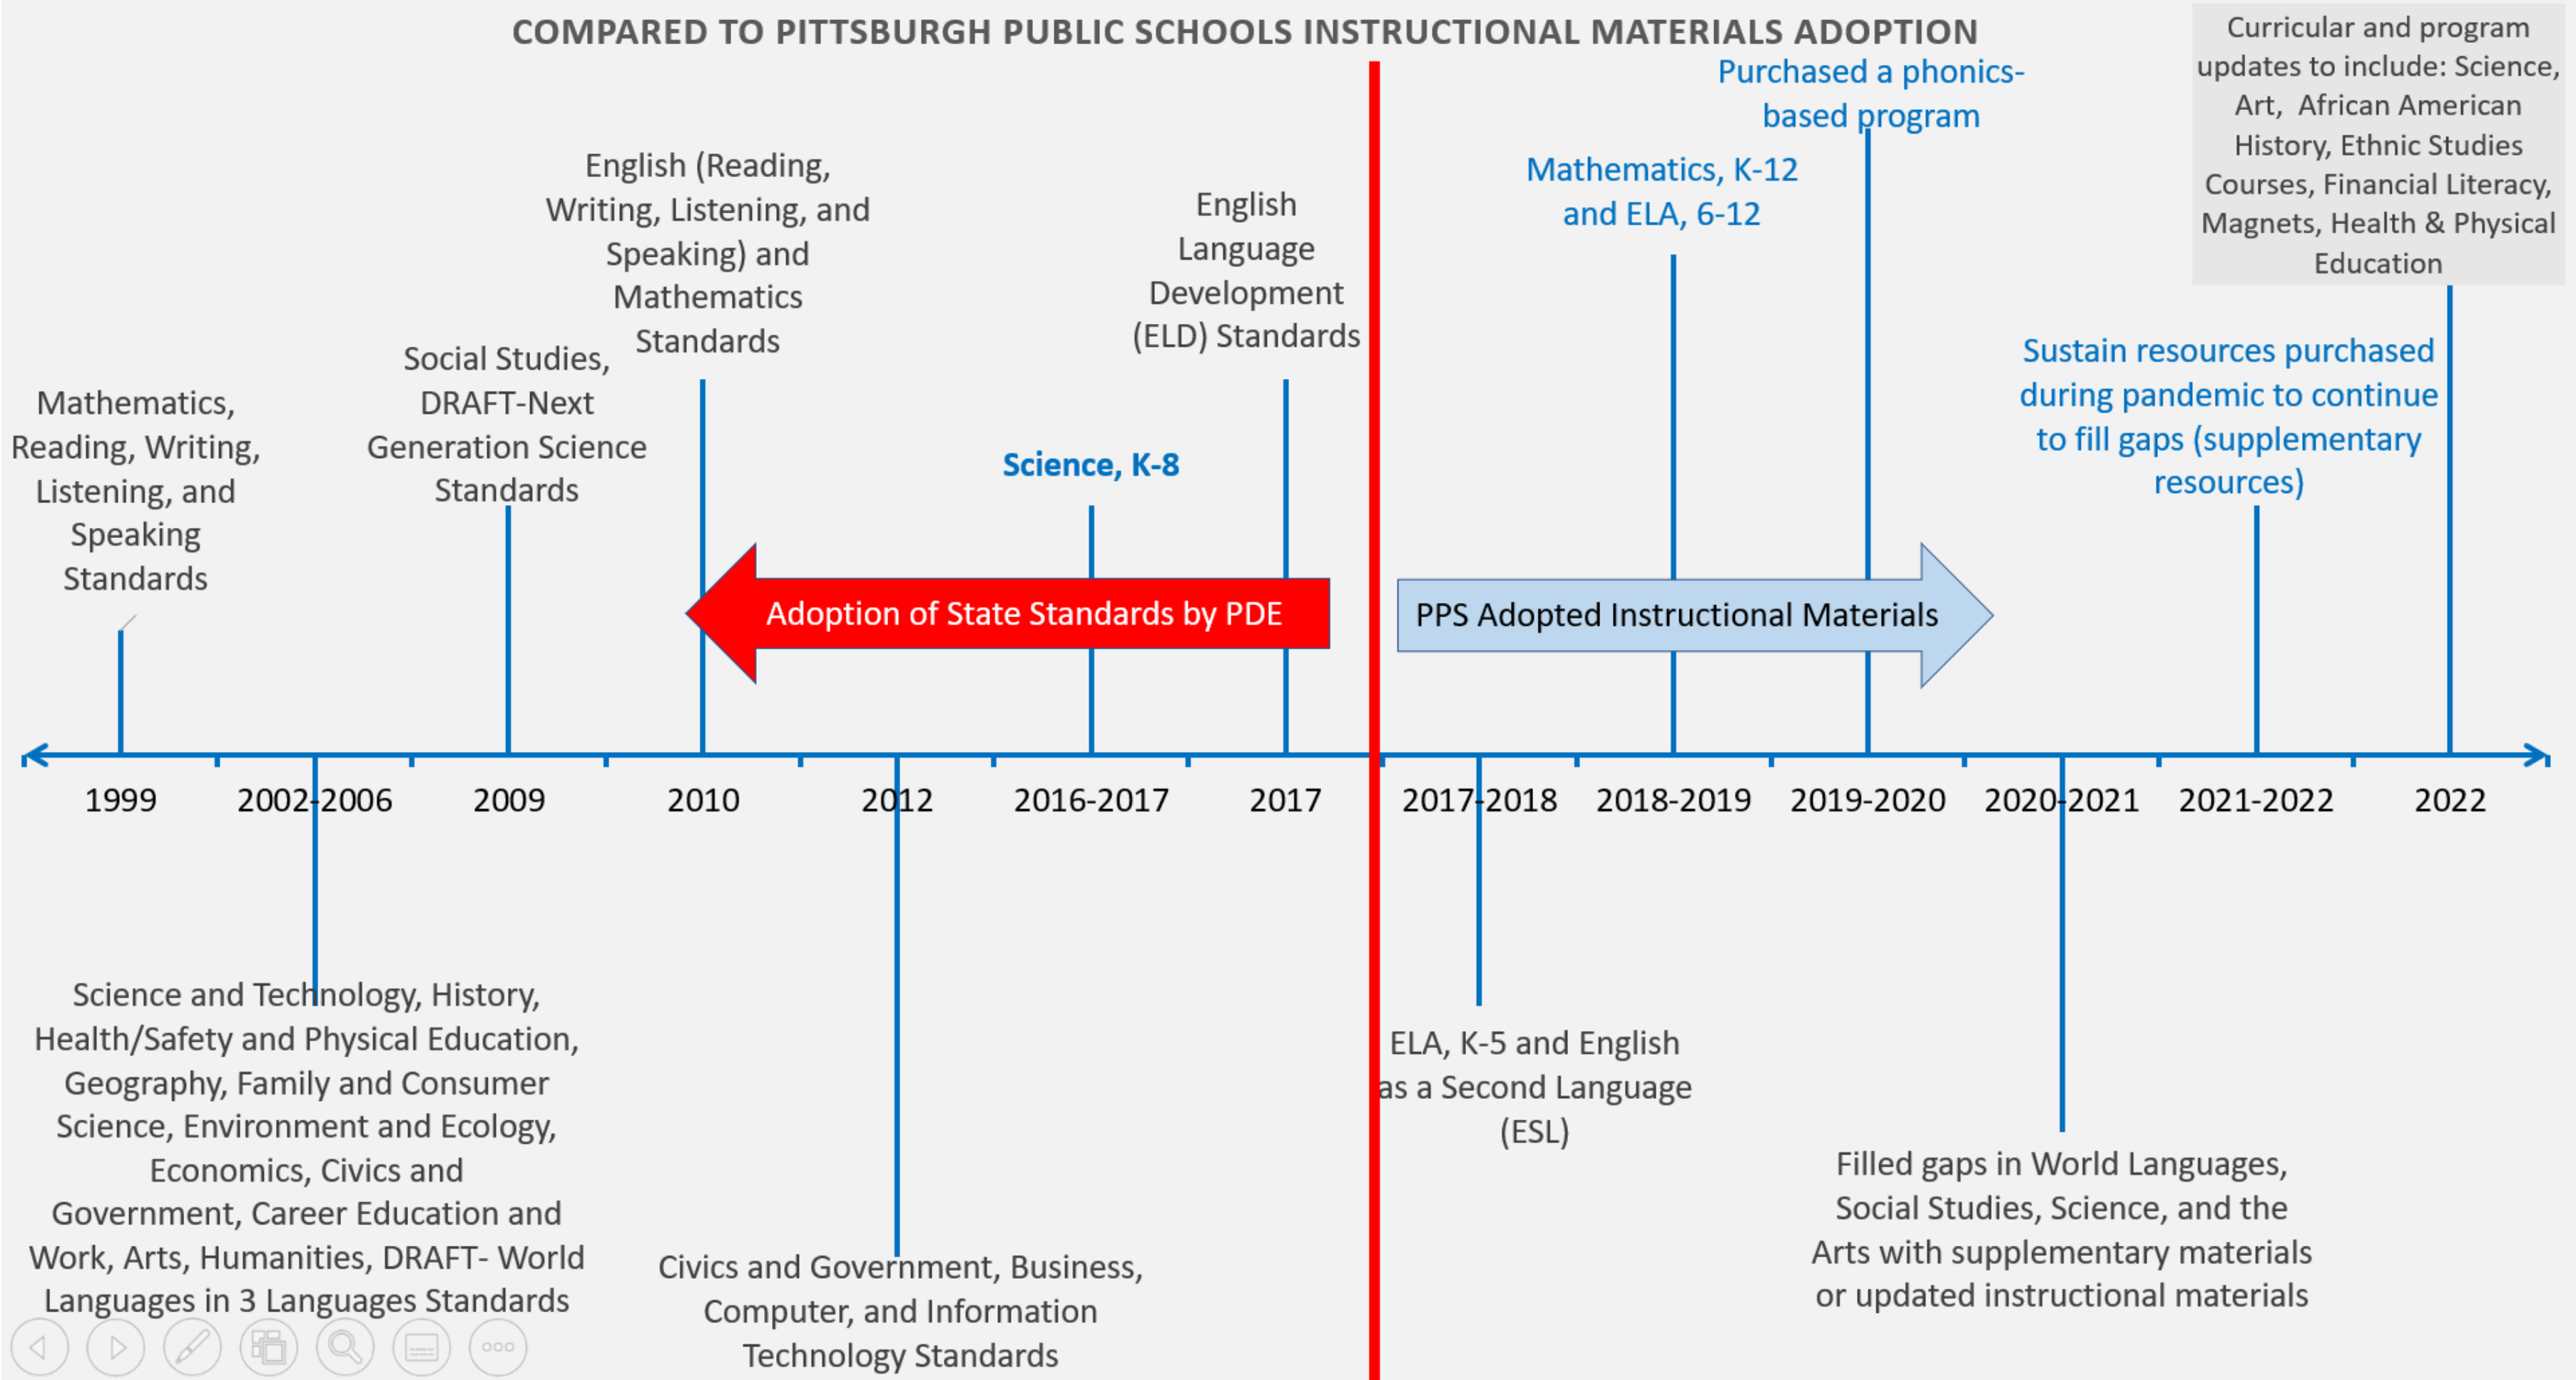 COMPARED TO PITTSBURGH PUBLIC SCHOOLS INSTRUCTIONAL MATERIALS ADOPTION
Mathematics,
Reading, Writing,
Listening, and
Speaking
Standards
Social Studies,
DRAFT-Next
Generation Science
Standards
English (Reading,
Writing, Listening, and
Speaking) and
Mathematics
Standards
Science, K-8
English
Language
Development
(ELD) Standards
Mathematics, K-12
and ELA, 6-12
Purchased a phonics-
based program
Sustain resources purchased
during pandemic to continue
to fill gaps (supplementary
resources)
Curricular and program
updates to include: Science,
Art, African American
History, Ethnic Studies
Courses, Financial Literacy,
Magnets, Health & Physical
Education
Adoption of State Standards by PDE
PPS Adopted Instructional Materials
1999
2002-2006
2009
2010
2012
2016-2017
2017
2017-2018
2018-2019
2019-2020
2020-2021
2021-2022
2022
Science and Technology, History,
Health/Safety and Physical Education,
Geography, Family and Consumer
Science, Environment and Ecology,
Economics, Civics and
Government, Career Education and
Work, Arts, Humanities, DRAFT- World
Languages in 3 Languages Standards
Civics and Government, Business,
Computer, and Information
Technology Standards
ELA, K-5 and English
as a Second Language
(ESL)
Filled gaps in World Languages,
Social Studies, Science, and the
Arts with supplementary materials
or updated instructional materials